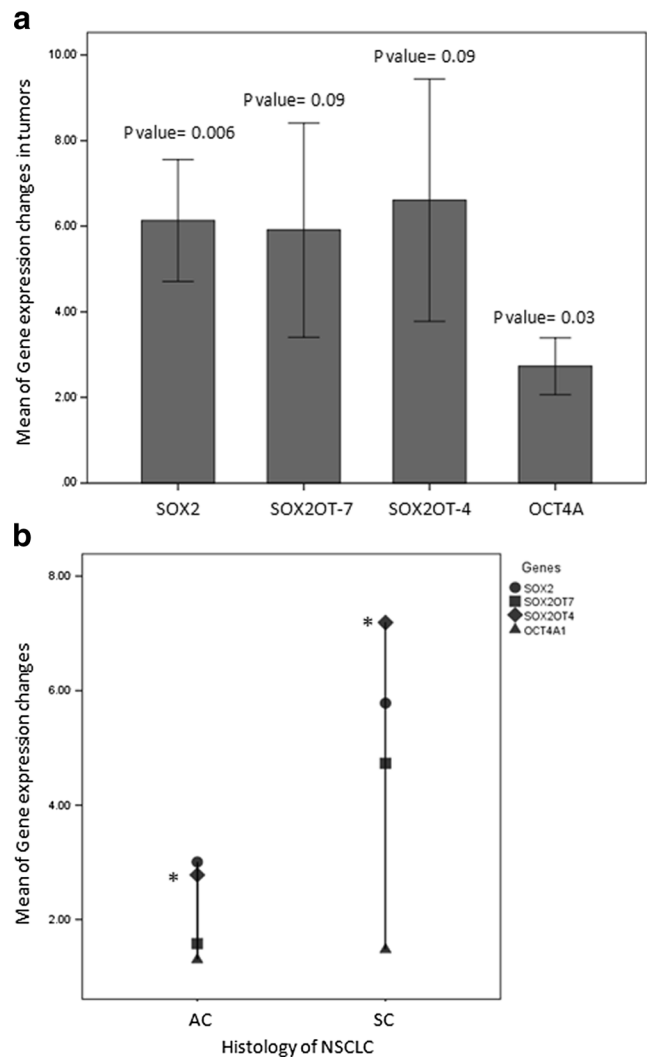 a
Mean of Gene expression changes in tumors
10.00
8.00
6.00
4.00
2.00
.00
P value= 0.006
P value= 0.09
P value= 0.09
P value= 0.03
SOX2
SOX2OT-7
SOX2OT-4
OCT4A
b
Mean of Gene expression changes
8.00
6.00
4.00
2.00
*
*
AC
SC
Histology of NSCLC
Genes
SOX2
SOX2OT7
SOX2OT4
OCT4A1